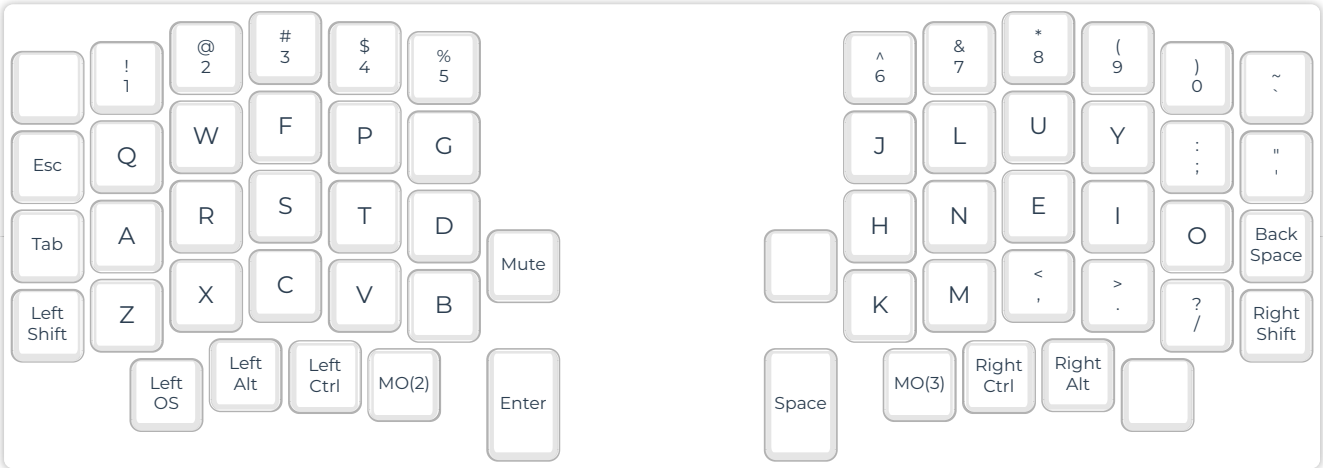 !
1
@
2
#
3
$
4
%
5
^
6
&
7
*
8
(
9
)
0
~
`
Esc
Q
W
F
P
G
J
L
U
Y
:
;
"
'
Tab
A
R
S
T
D
Mute
H
N
E
I
O
Back
Space
Left
Shift
Z
X
C
V
B
K
M
<
,
>
.
?
/
Right
Shift
Left
OS
Left
Alt
Left
Ctrl
MO(2)
Enter
Space
MO(3)
Right
Ctrl
Right
Alt